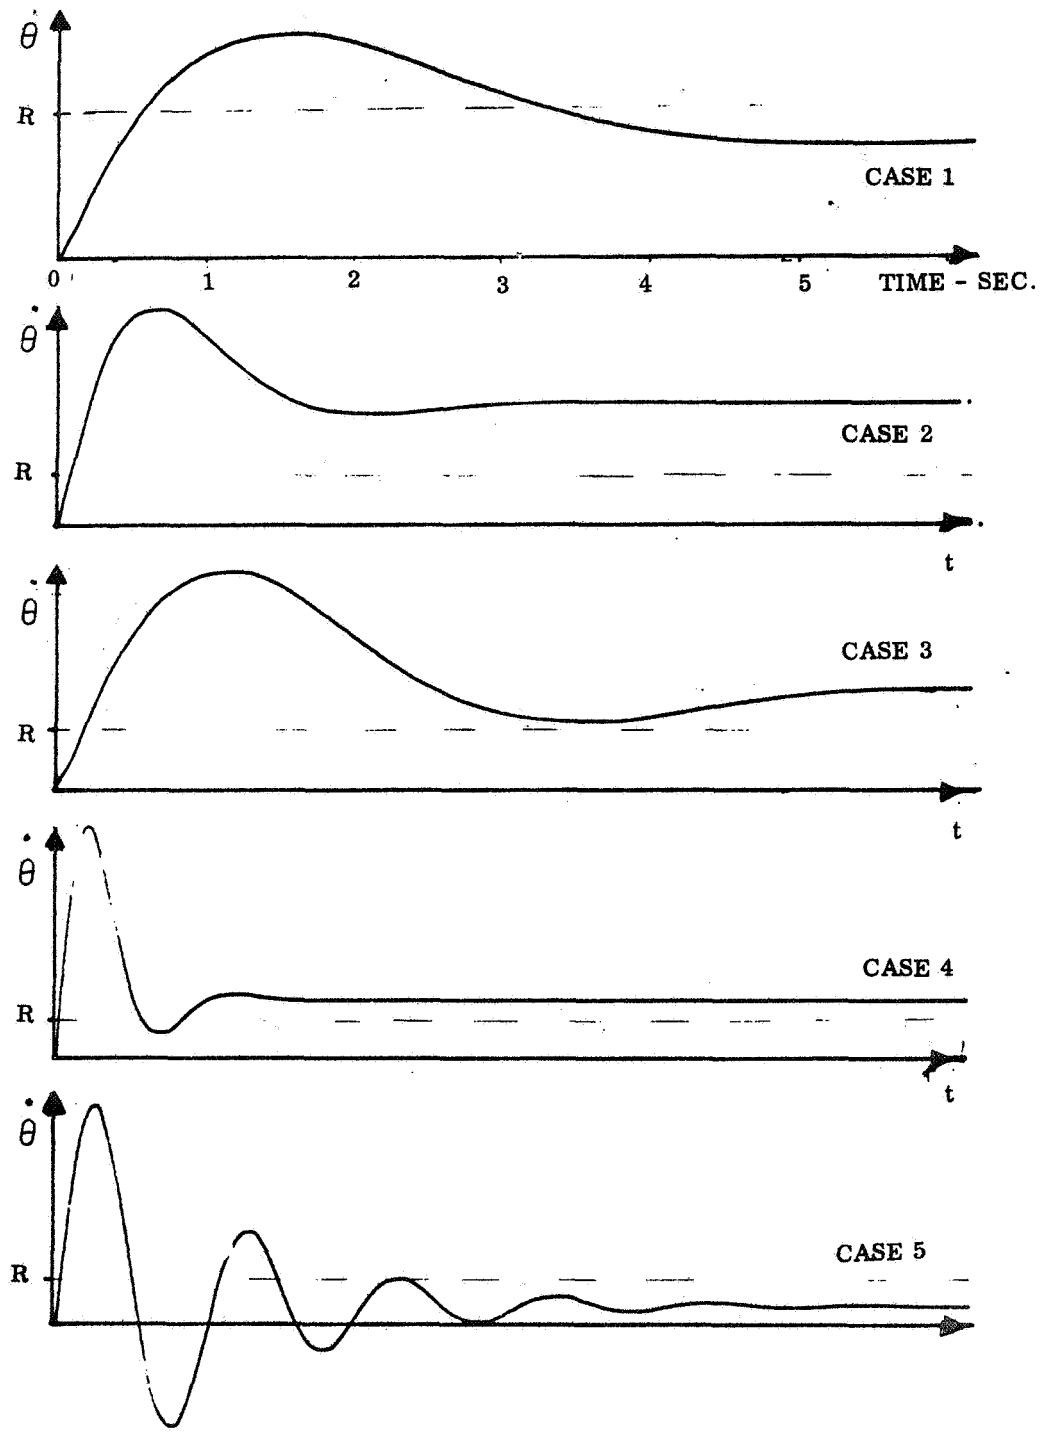 θ̇
R
CASE 1
0 1 2 3 4 5 TIME - SEC.
θ̇
CASE 2
R
t
θ̇
CASE 3
R
t
θ̇
CASE 4
R
t
θ̇
CASE 5
R